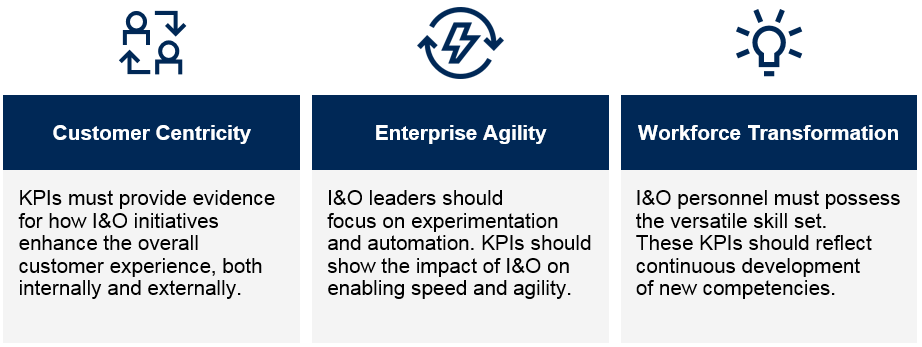 Customer Centricity
KPIs must provide evidence
for how I&O initiatives
enhance the overall
customer experience, both
internally and externally.
Enterprise Agility
I&O leaders should
focus on experimentation
and automation. KPIs should
show the impact of I&O on
enabling speed and agility.
Workforce Transformation
I&O personnel must possess
the versatile skill set.
These KPIs should reflect
continuous development
of new competencies.